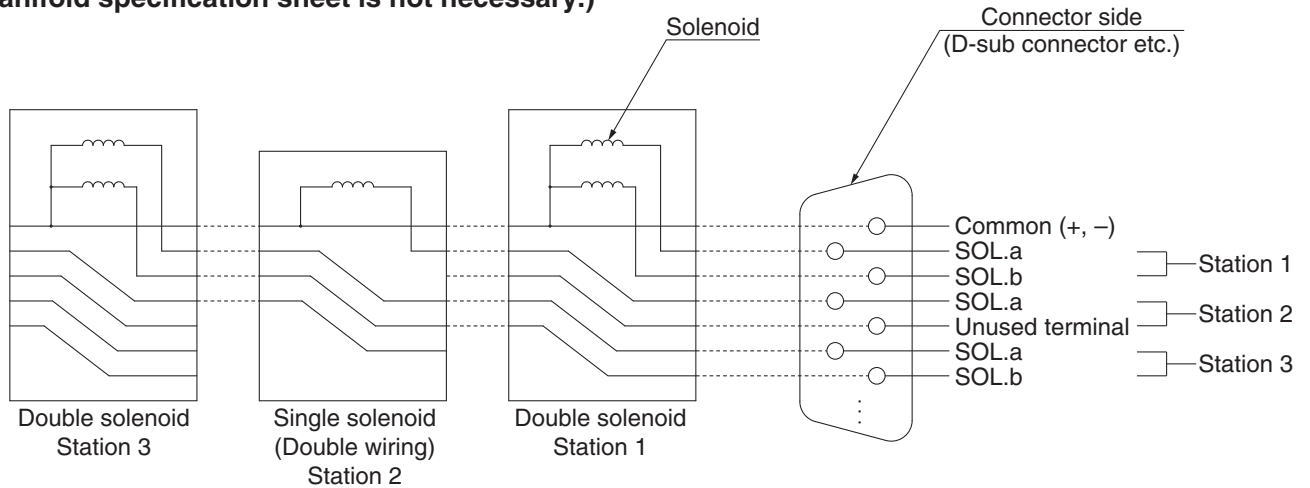 anifold specification sheet is not necessary.)
Solenoid
Connector side
(D-sub connector etc.)
Common (+, –)
SOL.a
SOL.b
Station 1
SOL.a
Unused terminal
Station 2
SOL.a
SOL.b
Station 3
Double solenoid
Station 3
Single solenoid
(Double wiring)
Station 2
Double solenoid
Station 1